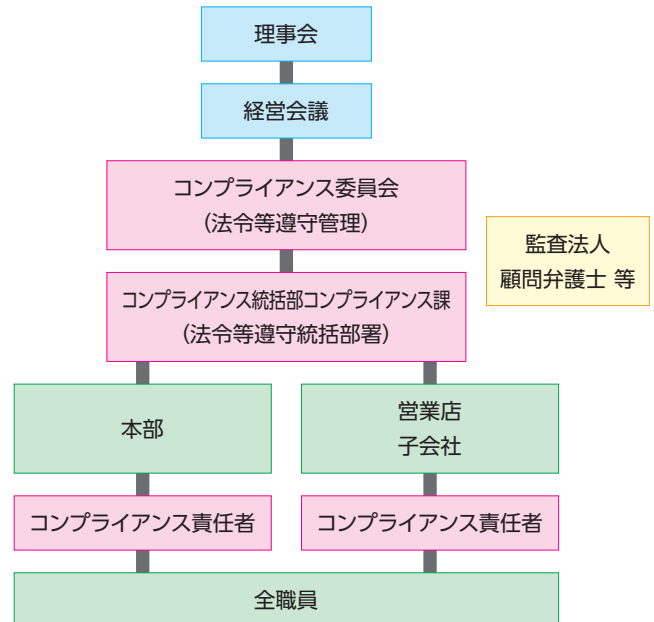 理事会
経営会議
コンプライアンス委員会
（法令等遵守管理）
監査法人
顧問弁護士 等
コンプライアンス統括部コンプライアンス課
（法令等遵守統括部署）
本部
営業店
子会社
コンプライアンス責任者
コンプライアンス責任者
全職員